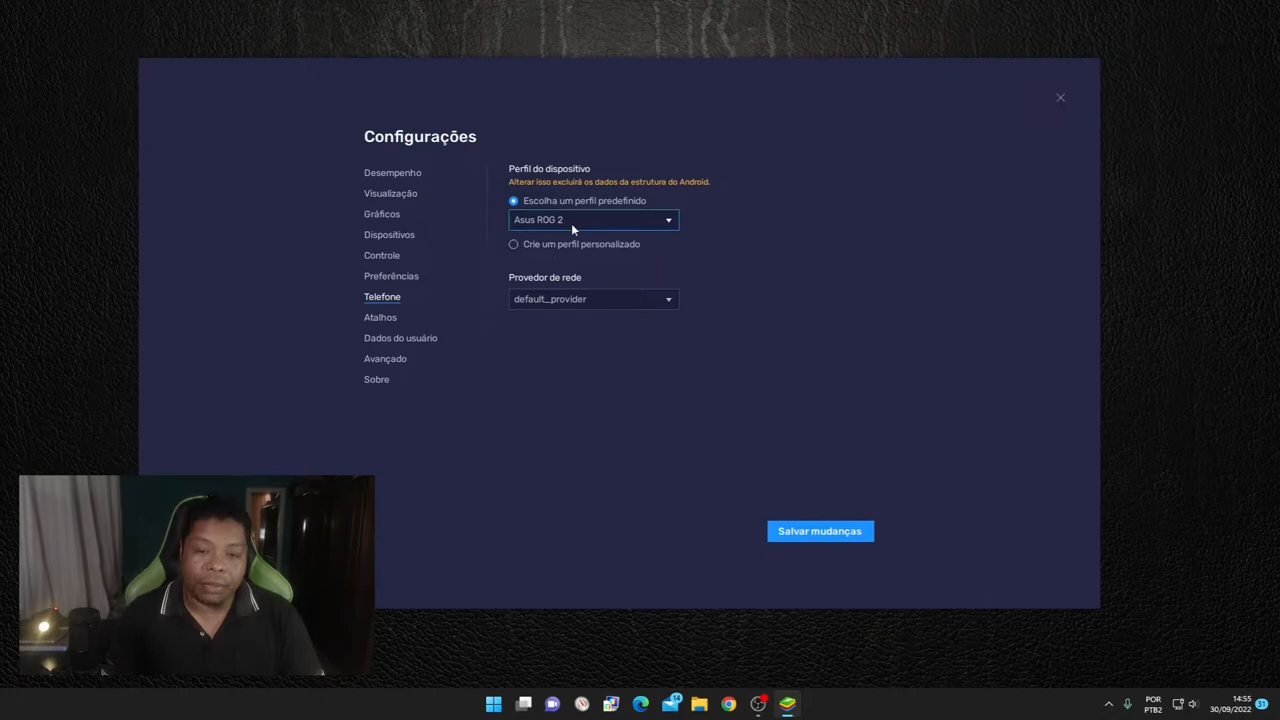 Configurações
Desempenho
Visualização
Gráficos
Dispositivos
Controle
Preferências
Telefone
Atalhos
Dados do usuário
Avançado
Sobre
Perfil do dispositivo
Alterar isso excluirá os dados da estrutura do Android.
Escolha um perfil predefinido
Asus ROG 2
Crie um perfil personalizado
Provedor de rede
default_provider
Salvar mudanças
14
POR
PTB2
14:55
30/09/2022
31